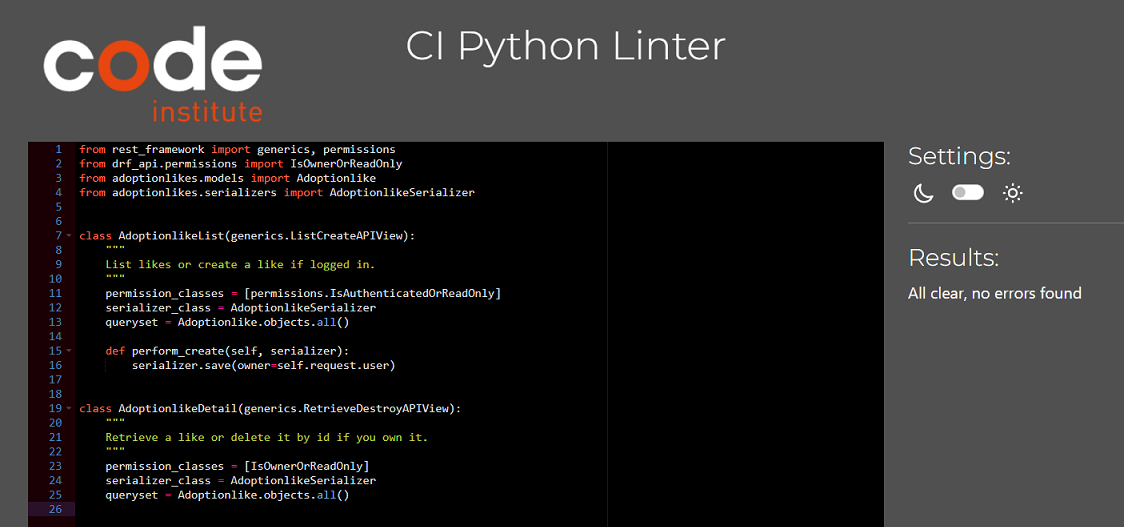 code
institute
CI Python Linter
1 from rest_framework import generics, permissions
2 from drf_api.permissions import IsOwnerOrReadOnly
3 from adoptionlikes.models import Adoptionlike
4 from adoptionlikes.serializers import AdoptionlikeSerializer
5
6
7 class AdoptionlikeList(generics.ListCreateAPIView):
8     """
9     List likes or create a like if logged in.
10     """
11     permission_classes = [permissions.IsAuthenticatedOrReadOnly]
12     serializer_class = AdoptionlikeSerializer
13     queryset = Adoptionlike.objects.all()
14
15     def perform_create(self, serializer):
16         serializer.save(owner=self.request.user)
17
18
19 class AdoptionlikeDetail(generics.RetrieveDestroyAPIView):
20     """
21     Retrieve a like or delete it by id if you own it.
22     """
23     permission_classes = [IsOwnerOrReadOnly]
24     serializer_class = AdoptionlikeSerializer
25     queryset = Adoptionlike.objects.all()
26
Settings:
Results:
All clear, no errors found